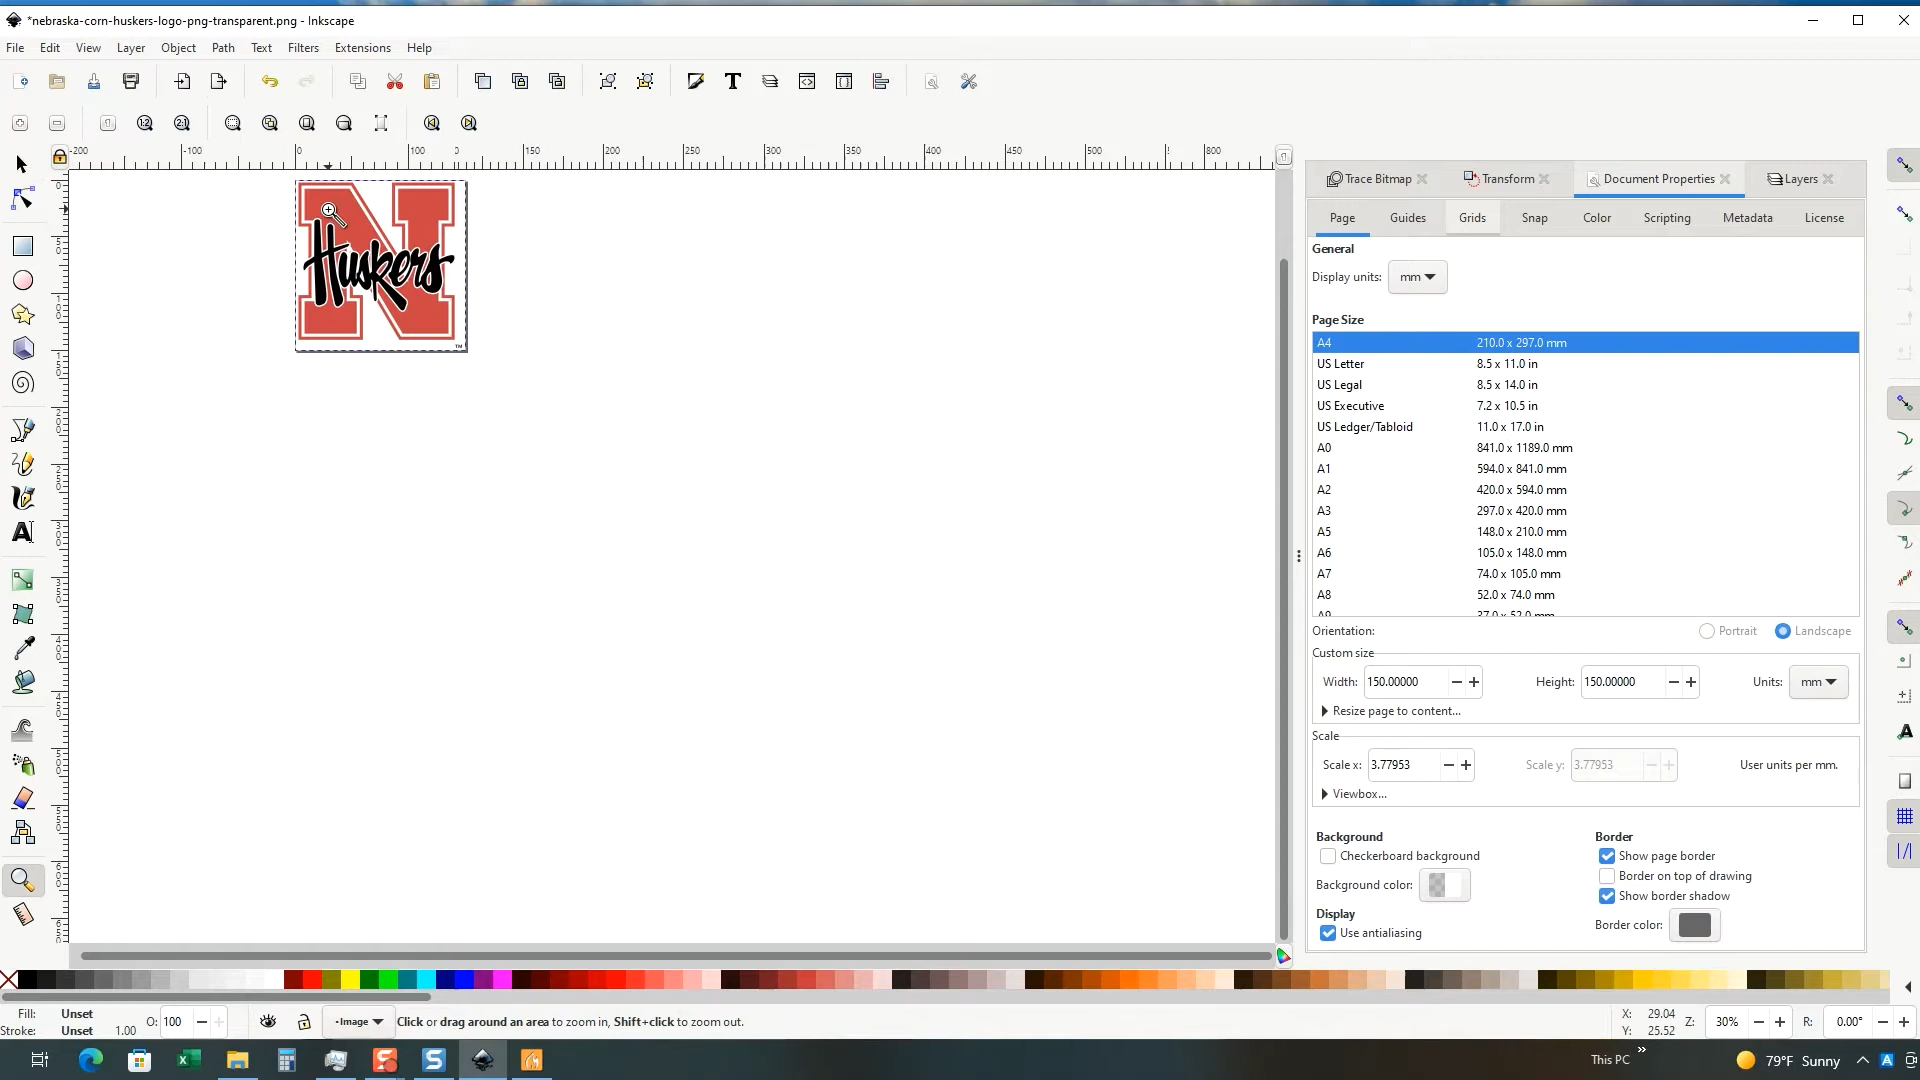 *nebraska-corn-huskers-logo-png-transparent.png - Inkscape
File Edit View Layer Object Path Text Filters Extensions Help
-200 -100 0 100 0 150 200 250 300 350 400 450 500 800
Huskers
TM
Trace Bitmap Transform Document Properties Layers
Page Guides Grids Snap Color Scripting Metadata License
General
Display units: mm
Page Size
A4 210.0 x 297.0 mm
US Letter 8.5 x 11.0 in
US Legal 8.5 x 14.0 in
US Executive 7.2 x 10.5 in
US Ledger/Tabloid 11.0 x 17.0 in
A0 841.0 x 1189.0 mm
A1 594.0 x 841.0 mm
A2 420.0 x 594.0 mm
A3 297.0 x 420.0 mm
A5 148.0 x 210.0 mm
A6 105.0 x 148.0 mm
A7 74.0 x 105.0 mm
A8 52.0 x 74.0 mm
A9 37.0 x 52.0 mm
Orientation: Portrait Landscape
Custom size
Width: 150.00000 Height: 150.00000 Units: mm
Resize page to content...
Scale
Scale x: 3.77953 Scale y: 3.77953 User units per mm.
Viewbox...
Background Border
Checkerboard background Show page border
Border on top of drawing
Background color: Show border shadow
Display
Border color:
Use antialiasing
Fill: Unset
Stroke: Unset 1.00 O: 100 •Image Click or drag around an area to zoom in, Shift+click to zoom out.
X: 29.04
Y: 25.52
Z: 30% R: 0.00°
This PC 79°F Sunny